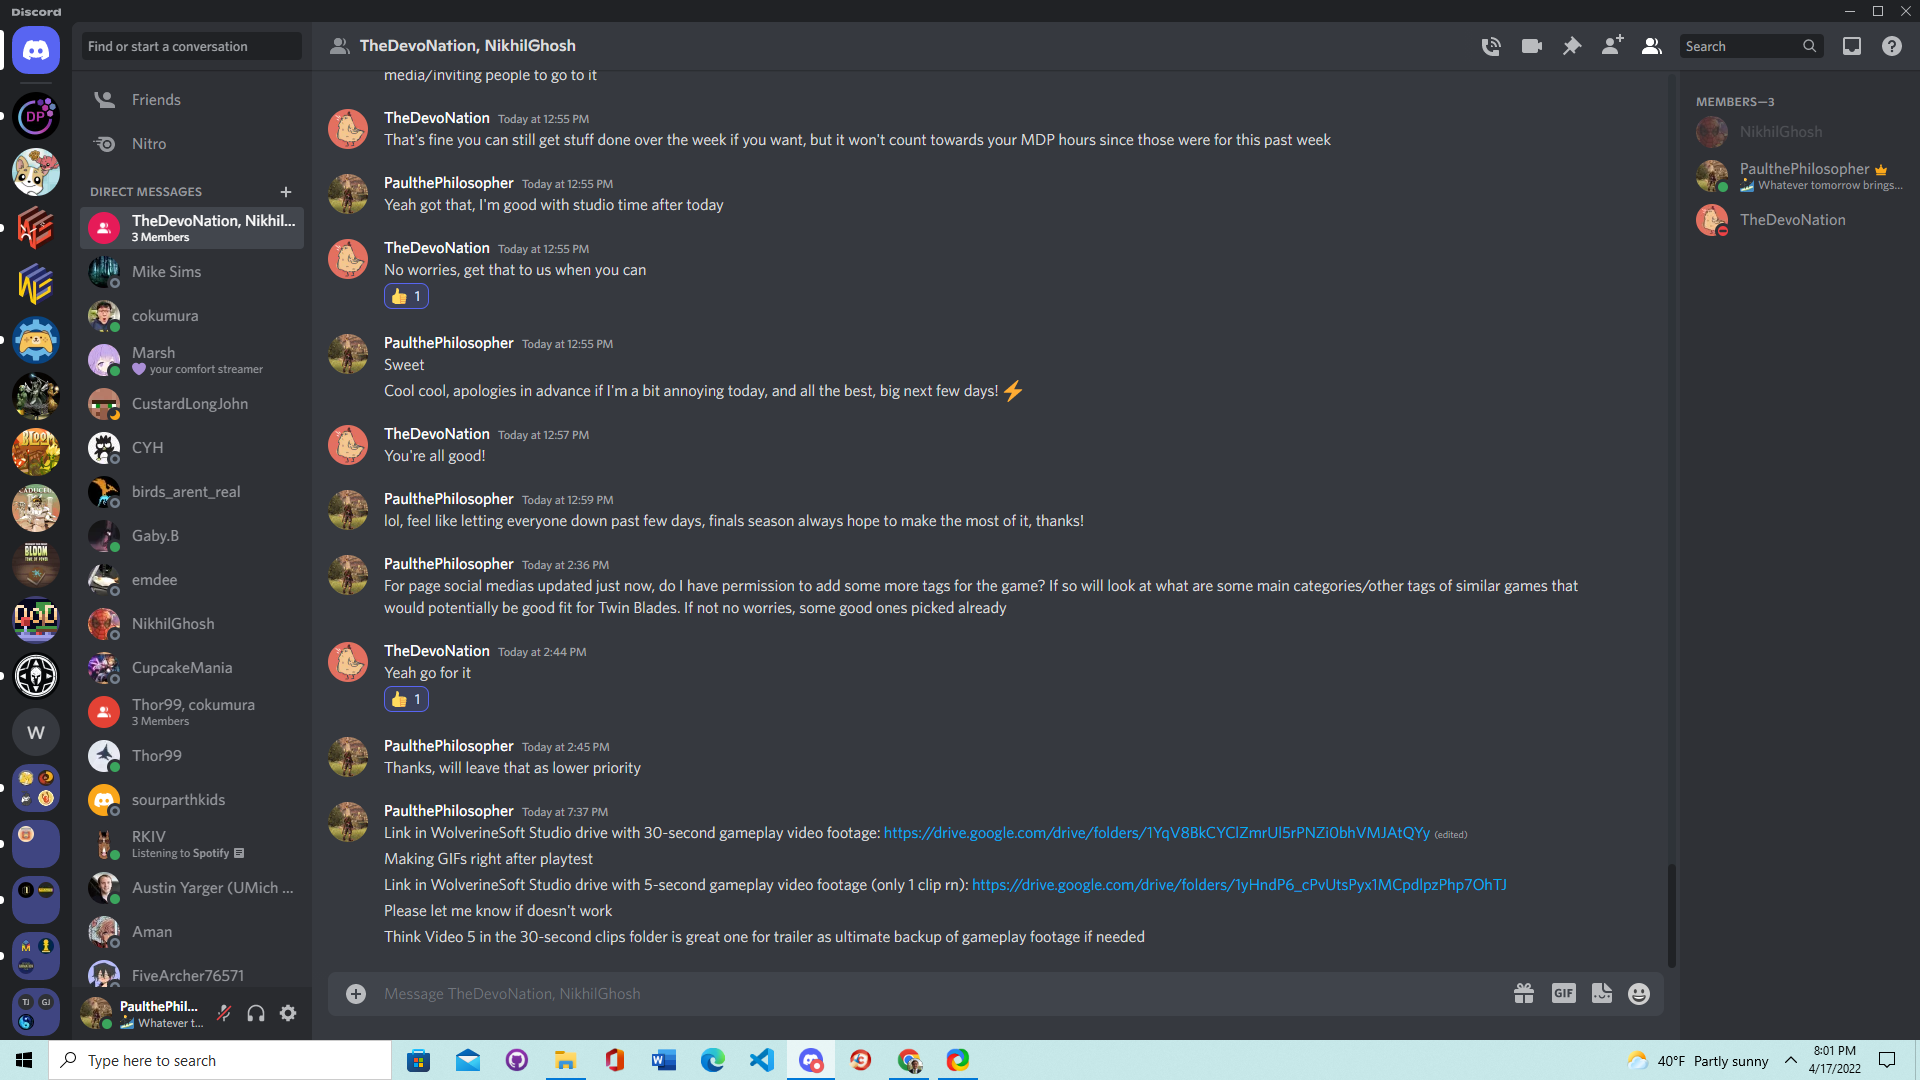 Discord
Find or start a conversation
TheDevoNation, NikhilGhosh
Search
Friends
Nitro
DIRECT MESSAGES
TheDevoNation, Nikhil...
3 Members
Mike Sims
cokumura
Marsh
your comfort streamer
CustardLongJohn
CYH
birds_arent_real
Gaby.B
emdee
NikhilGhosh
CupcakeMania
Thor99, cokumura
3 Members
Thor99
sourparthkids
RKIV
Listening to Spotify
Austin Yarger (UMich ...
Aman
FiveArcher76571
PaulthePhil...
Whatever t...
DP
BLOOM
BLOOM
W
TJ GJ
media/inviting people to go to it
TheDevoNation Today at 12:55 PM
That's fine you can still get stuff done over the week if you want, but it won't count towards your MDP hours since those were for this past week
PaulthePhilosopher Today at 12:55 PM
Yeah got that, I'm good with studio time after today
TheDevoNation Today at 12:55 PM
No worries, get that to us when you can
1
PaulthePhilosopher Today at 12:55 PM
Sweet
Cool cool, apologies in advance if I'm a bit annoying today, and all the best, big next few days!
TheDevoNation Today at 12:57 PM
You're all good!
PaulthePhilosopher Today at 12:59 PM
lol, feel like letting everyone down past few days, finals season always hope to make the most of it, thanks!
PaulthePhilosopher Today at 2:36 PM
For page social medias updated just now, do I have permission to add some more tags for the game? If so will look at what are some main categories/other tags of similar games that
would potentially be good fit for Twin Blades. If not no worries, some good ones picked already
TheDevoNation Today at 2:44 PM
Yeah go for it
1
PaulthePhilosopher Today at 2:45 PM
Thanks, will leave that as lower priority
PaulthePhilosopher Today at 7:37 PM
Link in WolverineSoft Studio drive with 30-second gameplay video footage: https://drive.google.com/drive/folders/1YqV8BkCYClZmrUl5rPNZi0bhVMJAtQYy (edited)
Making GIFs right after playtest
Link in WolverineSoft Studio drive with 5-second gameplay video footage (only 1 clip rn): https://drive.google.com/drive/folders/1yHndP6_cPvUtsPyx1MCpdlpzPhp7OhTJ
Please let me know if doesn't work
Think Video 5 in the 30-second clips folder is great one for trailer as ultimate backup of gameplay footage if needed
Message TheDevoNation, NikhilGhosh
GIF
MEMBERS—3
NikhilGhosh
PaulthePhilosopher
Whatever tomorrow brings...
TheDevoNation
Type here to search
40°F Partly sunny
8:01 PM
4/17/2022